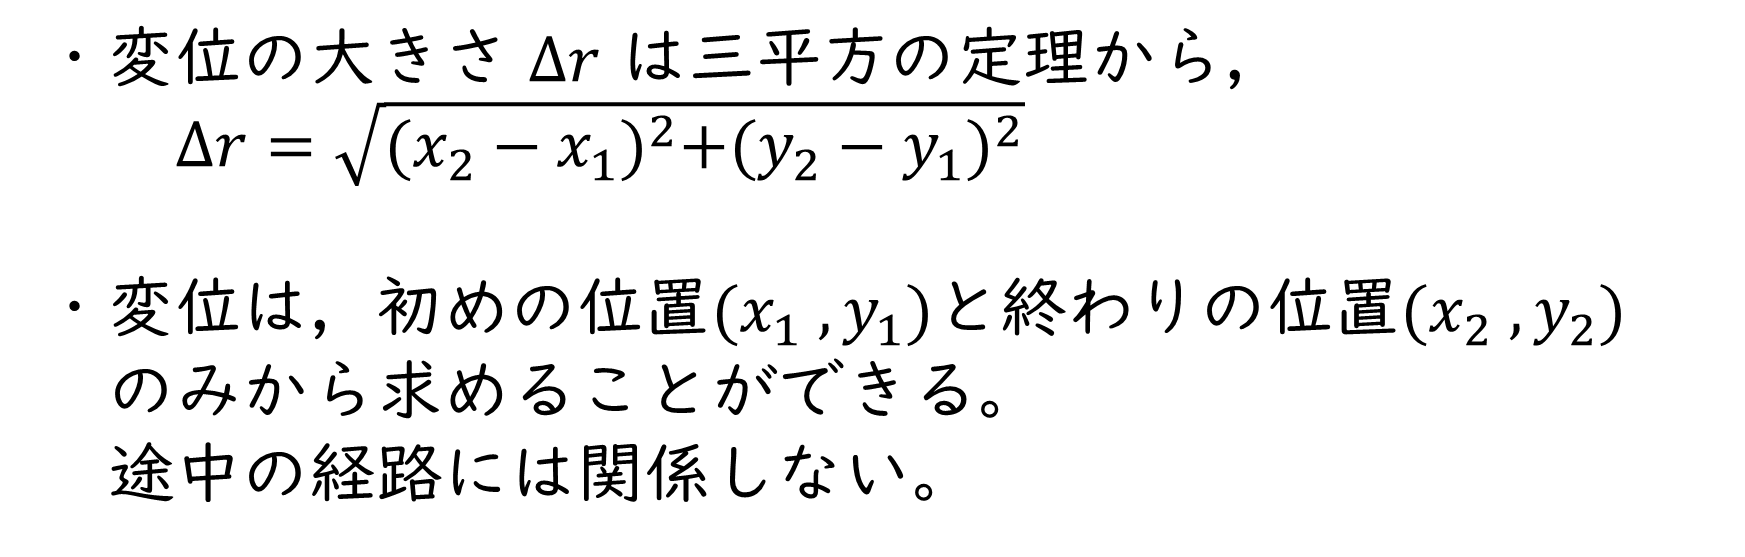 ・変位の大きさ Δr は三平方の定理から，
Δr = √(x₂ − x₁)²+(y₂ − y₁)²
・変位は，初めの位置(x₁ ,y₁)と終わりの位置(x₂ ,y₂)
のみから求めることができる。
途中の経路には関係しない。